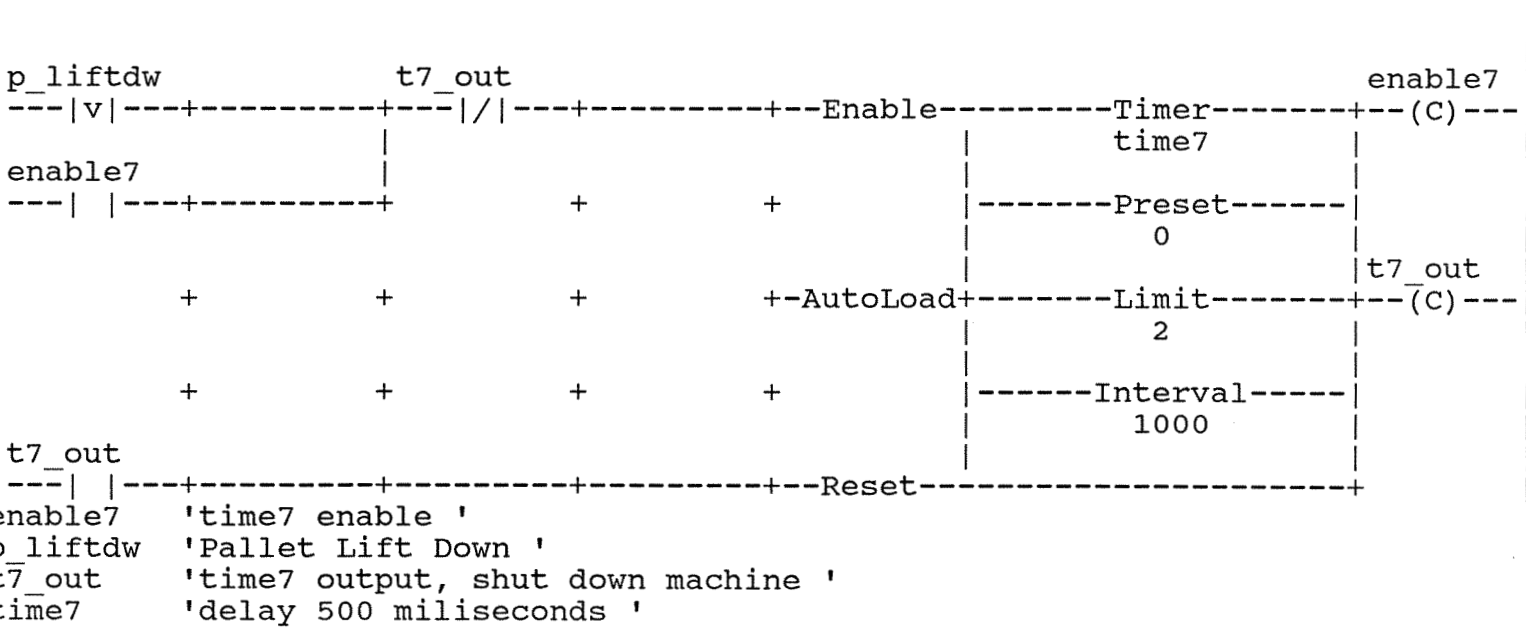 p_liftdw t7_out enable7
---|v|---+----------+---|/|---+----------+--Enable---------Timer-------+--(C)---
time7
enable7
---| |---+----------+ + + |-------Preset------|
0
t7_out
+ + + +-AutoLoad+-------Limit-------+--(C)---
2
+ + + + |------Interval-----|
1000
t7_out
---| |---+----------+----------+----------+--Reset-----------------------+
enable7 'time7 enable '
p_liftdw 'Pallet Lift Down '
t7_out 'time7 output, shut down machine '
time7 'delay 500 miliseconds '